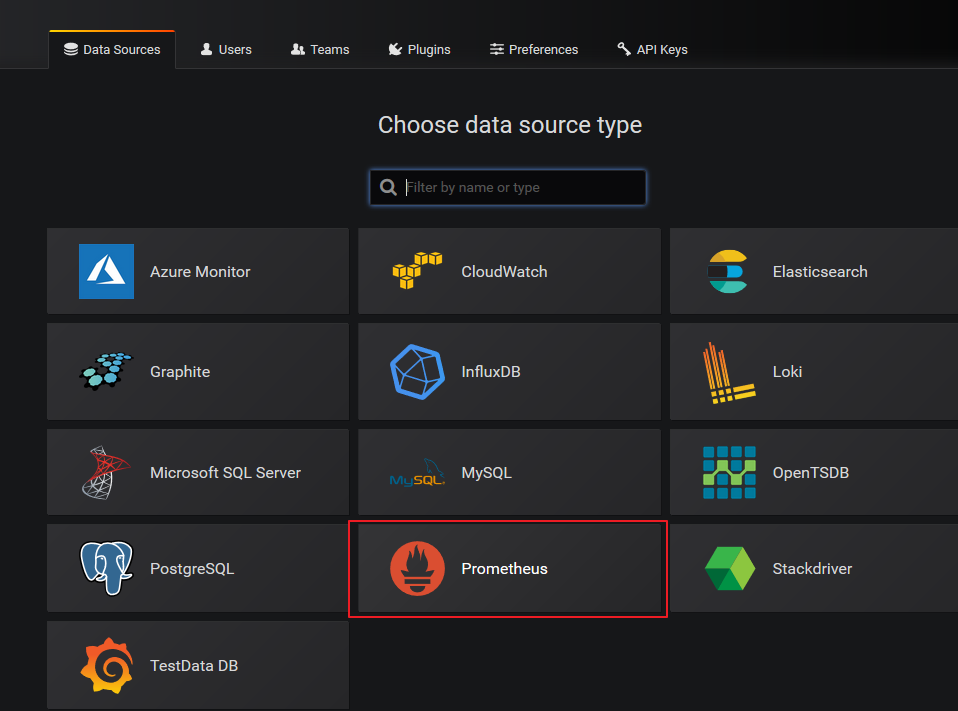 Data Sources Users Teams Plugins Preferences API Keys
Choose data source type
Filter by name or type
Azure Monitor CloudWatch Elasticsearch
Graphite InfluxDB Loki
Microsoft SQL Server MySQL MySQL OpenTSDB
PostgreSQL Prometheus Stackdriver
TestData DB